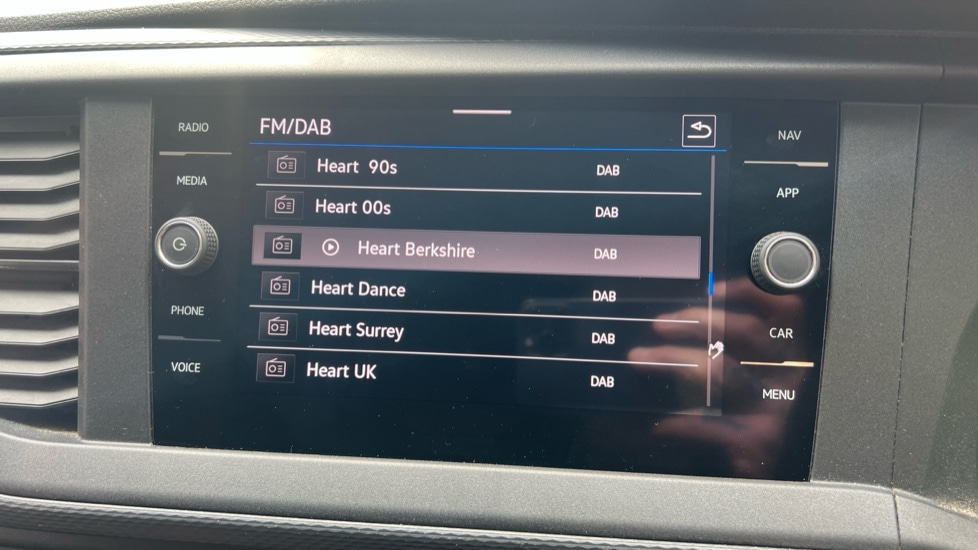 RADIO
MEDIA
PHONE
VOICE
FM/DAB
Heart 90s DAB
Heart 00s DAB
Heart Berkshire DAB
Heart Dance DAB
Heart Surrey DAB
Heart UK DAB
NAV
APP
CAR
MENU